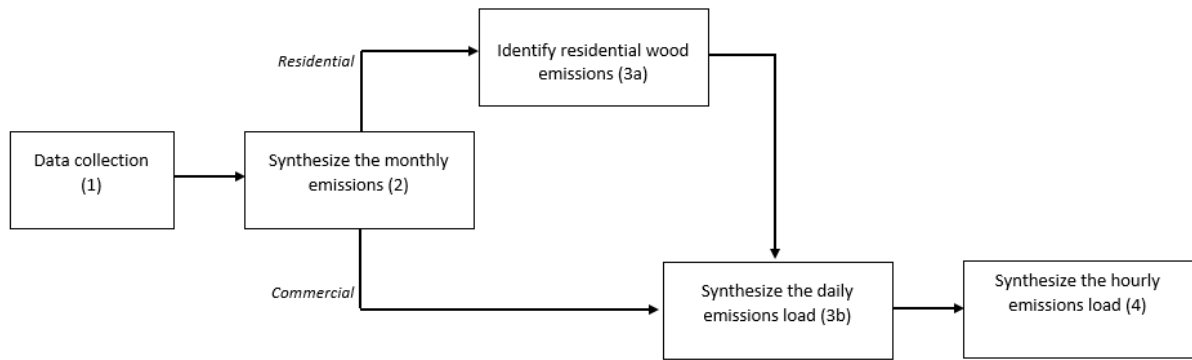 Residential
Identify residential wood
emissions (3a)
Data collection
(1)
Synthesize the monthly
emissions (2)
Commercial
Synthesize the daily
emissions load (3b)
Synthesize the hourly
emissions load (4)